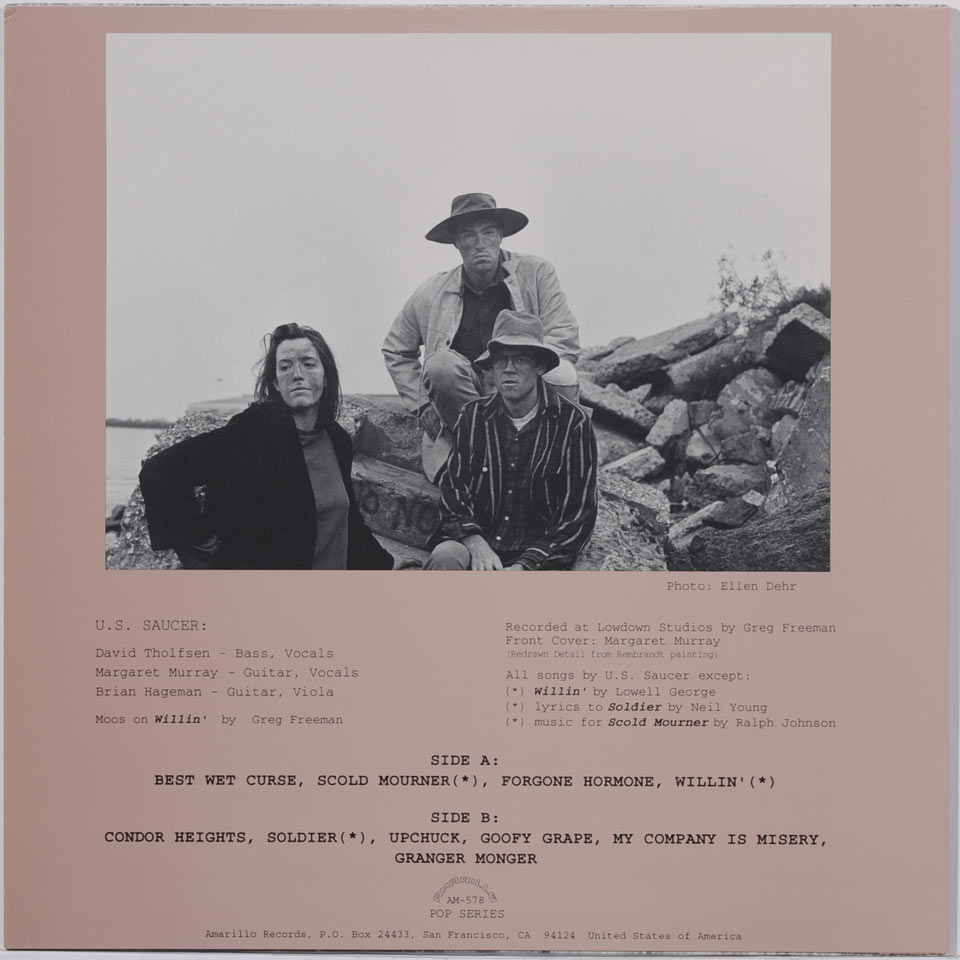 NO
Photo: Ellen Dehr
U.S. SAUCER:
David Tholfsen - Bass, Vocals
Margaret Murray - Guitar, Vocals
Brian Hageman - Guitar, Viola
Moos on Willin' by Greg Freeman
Recorded at Lowdown Studios by Greg Freeman
Front Cover: Margaret Murray
(Redrawn Detail from Rembrandt painting)
All songs by U.S. Saucer except:
(*) Willin' by Lowell George
(*) lyrics to Soldier by Neil Young
(*) music for Scold Mourner by Ralph Johnson
SIDE A:
BEST WET CURSE, SCOLD MOURNER(*), FORGONE HORMONE, WILLIN'(*)
SIDE B:
CONDOR HEIGHTS, SOLDIER(*), UPCHUCK, GOOFY GRAPE, MY COMPANY IS MISERY,
GRANGER MONGER
AMARILLO
AM-578
POP SERIES
Amarillo Records, P.O. Box 24433, San Francisco, CA 94124 United States of America